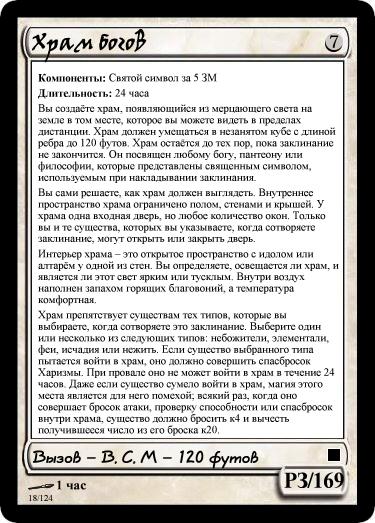 Храм богов
7
Компоненты: Святой символ за 5 ЗМ
Длительность: 24 часа
Вы создаёте храм, появляющийся из мерцающего света на
земле в том месте, которое вы можете видеть в пределах
дистанции. Храм должен умещаться в незанятом кубе с длиной
ребра до 120 футов. Храм остаётся до тех пор, пока заклинание
не закончится. Он посвящен любому богу, пантеону или
философии, которые представлены священным символом,
используемым при накладывании заклинания.
Вы сами решаете, как храм должен выглядеть. Внутреннее
пространство храма ограничено полом, стенами и крышей. У
храма одна входная дверь, но любое количество окон. Только
вы и те существа, которых вы указываете, когда сотворяете
заклинание, могут открыть или закрыть дверь.
Интерьер храма – это открытое пространство с идолом или
алтарём у одной из стен. Вы определяете, освещается ли храм, и
является ли этот свет ярким или тусклым. Внутри воздух
наполнен запахом горящих благовоний, а температура
комфортная.
Храм препятствует существам тех типов, которые вы
выбираете, когда сотворяете это заклинание. Выберите один
или несколько из следующих типов: небожители, элементали,
феи, исчадия или нежить. Если существо выбранного типа
пытается войти в храм, оно должно совершить спасбросок
Харизмы. При провале оно не может войти в храм в течение 24
часов. Даже если существо сумело войти в храм, магия этого
места является для него помехой; всякий раз, когда оно
совершает бросок атаки, проверку способности или спасбросок
внутри храма, существо должно бросить к4 и вычесть
получившееся число из его броска к20.
Вызов – В, С, М – 120 футов
РЗ/169
1 час
18/124